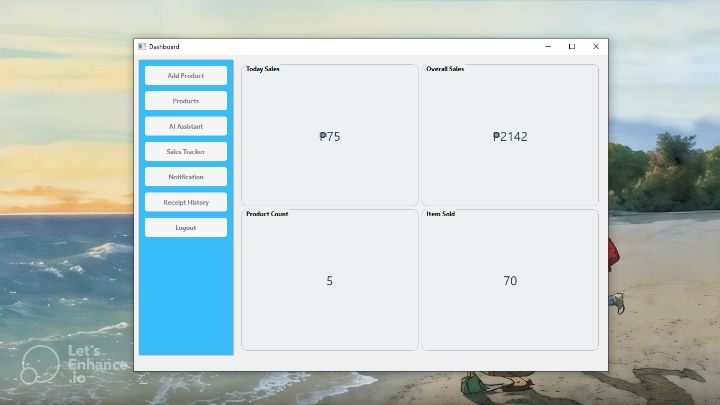 Dashboard
Add Product
Products
AI Assistant
Sales Tracker
Notification
Receipt History
Logout
Today Sales
₱75
Overall Sales
₱2142
Product Count
5
Item Sold
70
Let's
Enhance
.io